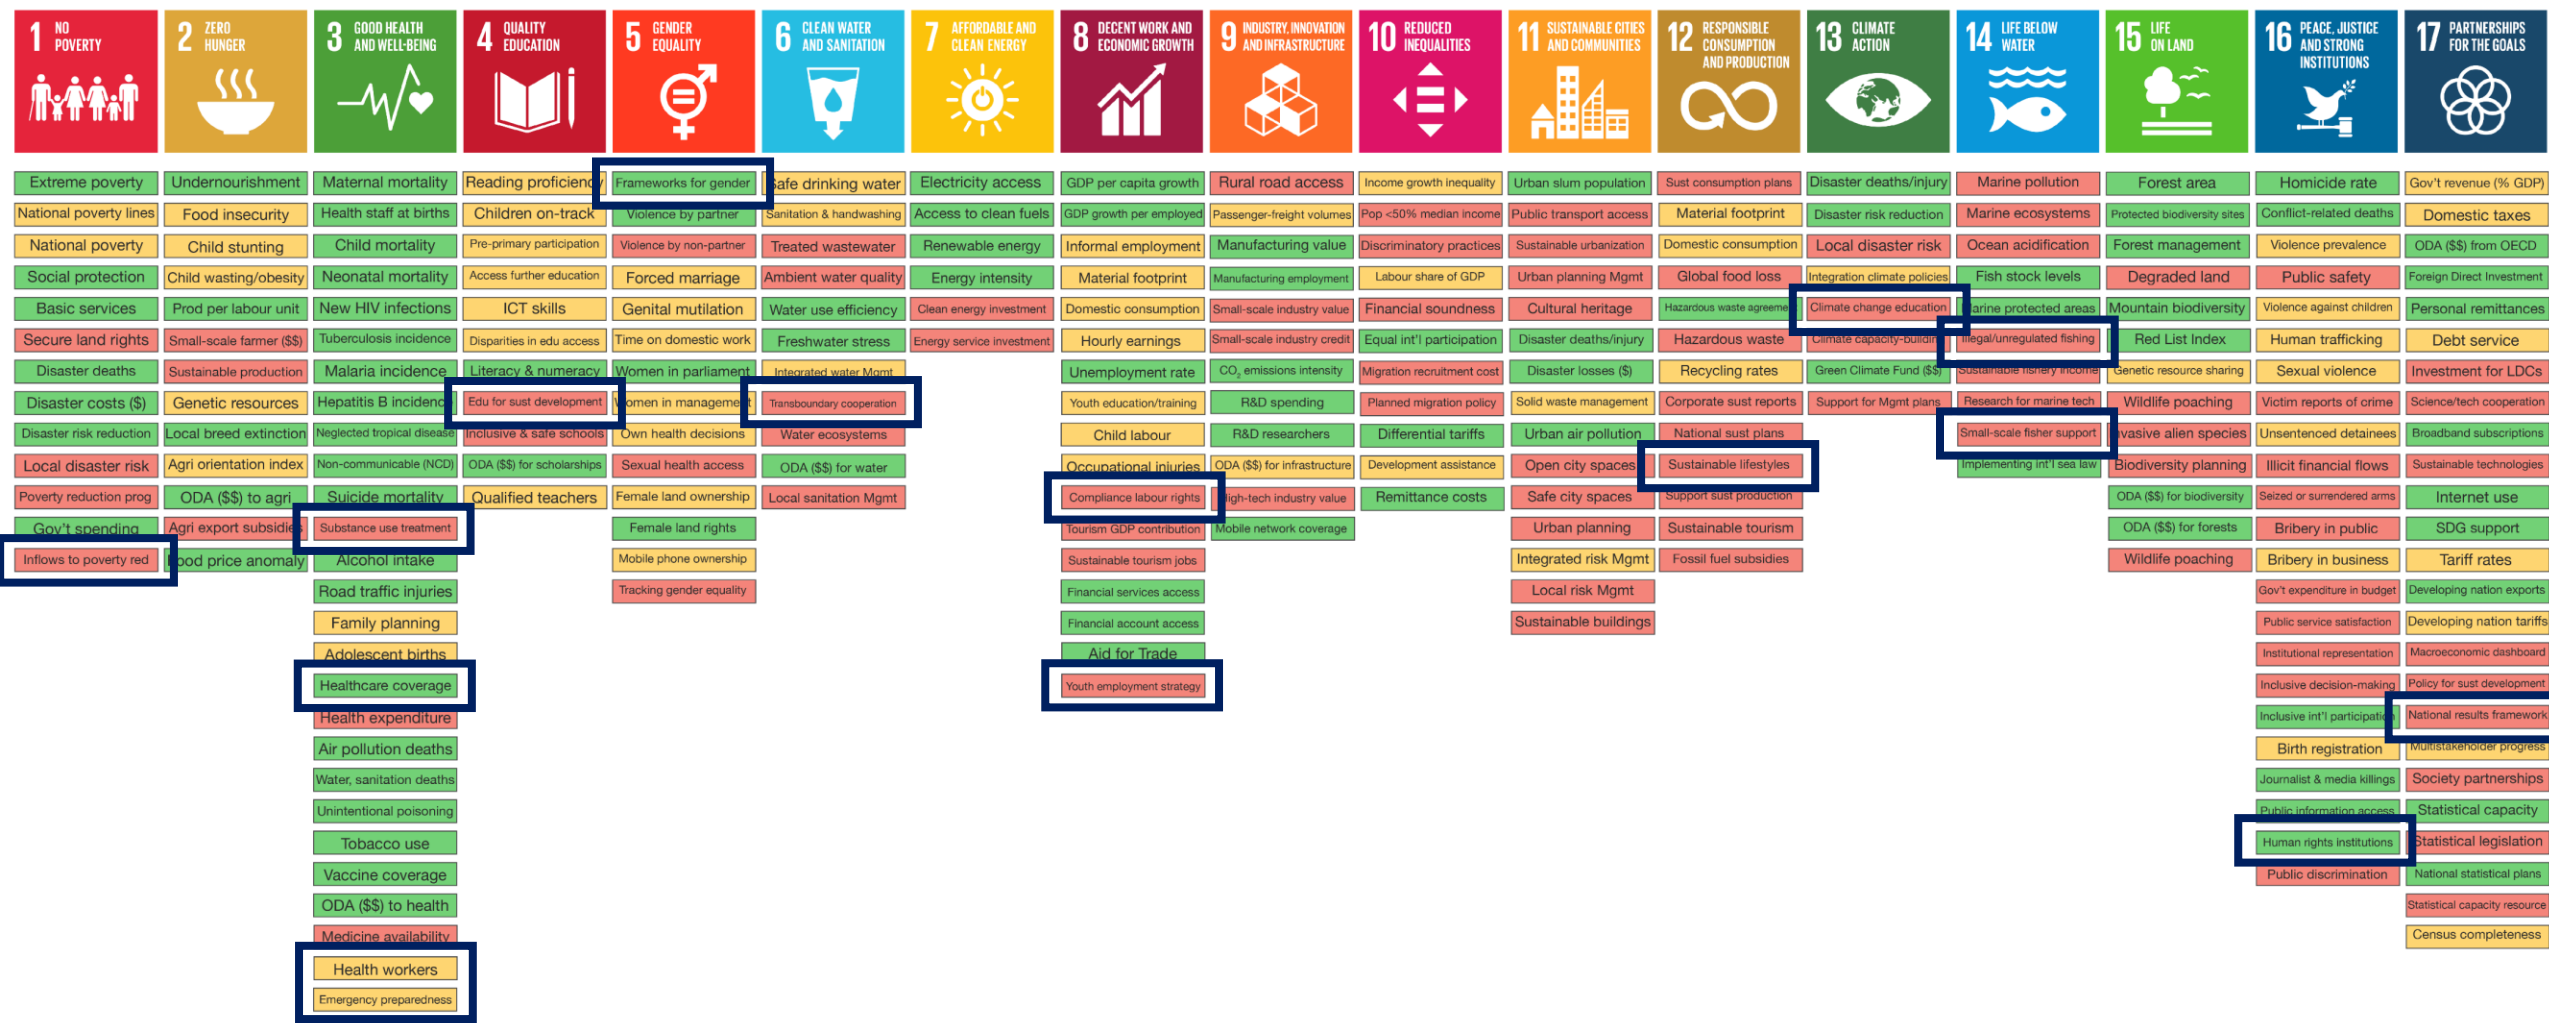 1 NO POVERTY
2 ZERO HUNGER
3 GOOD HEALTH AND WELL-BEING
4 QUALITY EDUCATION
5 GENDER EQUALITY
6 CLEAN WATER AND SANITATION
7 AFFORDABLE AND CLEAN ENERGY
8 DECENT WORK AND ECONOMIC GROWTH
9 INDUSTRY, INNOVATION AND INFRASTRUCTURE
10 REDUCED INEQUALITIES
11 SUSTAINABLE CITIES AND COMMUNITIES
12 RESPONSIBLE CONSUMPTION AND PRODUCTION
13 CLIMATE ACTION
14 LIFE BELOW WATER
15 LIFE ON LAND
16 PEACE, JUSTICE AND STRONG INSTITUTIONS
17 PARTNERSHIPS FOR THE GOALS
Extreme poverty
National poverty lines
National poverty
Social protection
Basic services
Secure land rights
Disaster deaths
Disaster costs ($)
Disaster risk reduction
Local disaster risk
Poverty reduction prog
Gov't spending
Inflows to poverty red
Undernourishment
Food insecurity
Child stunting
Child wasting/obesity
Prod per labour unit
Small-scale farmer ($$)
Sustainable production
Genetic resources
Local breed extinction
Agri orientation index
ODA ($$) to agri
Agri export subsidies
Food price anomaly
Maternal mortality
Health staff at births
Child mortality
Neonatal mortality
New HIV infections
Tuberculosis incidence
Malaria incidence
Hepatitis B incidence
Neglected tropical disease
Non-communicable (NCD)
Suicide mortality
Substance use treatment
Alcohol intake
Road traffic injuries
Family planning
Adolescent births
Healthcare coverage
Health expenditure
Air pollution deaths
Water, sanitation deaths
Unintentional poisoning
Tobacco use
Vaccine coverage
ODA ($$) to health
Medicine availability
Health workers
Emergency preparedness
Reading proficiency
Children on-track
Pre-primary participation
Access further education
ICT skills
Disparities in edu access
Literacy & numeracy
Edu for sust development
Inclusive & safe schools
ODA ($$) for scholarships
Qualified teachers
Frameworks for gender
Violence by partner
Violence by non-partner
Forced marriage
Genital mutilation
Time on domestic work
Women in parliament
Women in management
Own health decisions
Sexual health access
Female land ownership
Female land rights
Mobile phone ownership
Tracking gender equality
Safe drinking water
Sanitation & handwashing
Treated wastewater
Ambient water quality
Water use efficiency
Freshwater stress
Integrated water Mgmt
Transboundary cooperation
Water ecosystems
ODA ($$) for water
Local sanitation Mgmt
Electricity access
Access to clean fuels
Renewable energy
Energy intensity
Clean energy investment
Energy service investment
GDP per capita growth
GDP growth per employed
Informal employment
Material footprint
Domestic consumption
Hourly earnings
Unemployment rate
Youth education/training
Child labour
Occupational injuries
Compliance labour rights
Tourism GDP contribution
Sustainable tourism jobs
Financial services access
Financial account access
Aid for Trade
Youth employment strategy
Rural road access
Passenger-freight volumes
Manufacturing value
Manufacturing employment
Small-scale industry value
Small-scale industry credit
CO2 emissions intensity
R&D spending
R&D researchers
ODA ($$) for infrastructure
High-tech industry value
Mobile network coverage
Income growth inequality
Pop <50% median income
Discriminatory practices
Labour share of GDP
Financial soundness
Equal int'l participation
Migration recruitment cost
Planned migration policy
Differential tariffs
Development assistance
Remittance costs
Urban slum population
Public transport access
Sustainable urbanization
Urban planning Mgmt
Cultural heritage
Disaster deaths/injury
Disaster losses ($)
Solid waste management
Urban air pollution
Open city spaces
Safe city spaces
Urban planning
Integrated risk Mgmt
Local risk Mgmt
Sustainable buildings
Sust consumption plans
Material footprint
Domestic consumption
Global food loss
Hazardous waste agreeme
Hazardous waste
Recycling rates
Corporate sust reports
National sust plans
Sustainable lifestyles
Support sust production
Sustainable tourism
Fossil fuel subsidies
Disaster deaths/injury
Disaster risk reduction
Local disaster risk
Integration climate policies
Climate change education
Climate capacity-building
Green Climate Fund ($$)
Support for Mgmt plans
Marine pollution
Marine ecosystems
Ocean acidification
Fish stock levels
Marine protected areas
Illegal/unregulated fishing
Sustainable fishery income
Research for marine tech
Small-scale fisher support
Implementing int'l sea law
Forest area
Protected biodiversity sites
Forest management
Degraded land
Mountain biodiversity
Red List Index
Genetic resource sharing
Wildlife poaching
Invasive alien species
Biodiversity planning
ODA ($$) for biodiversity
ODA ($$) for forests
Wildlife poaching
Homicide rate
Conflict-related deaths
Violence prevalence
Public safety
Violence against children
Human trafficking
Sexual violence
Victim reports of crime
Unsentenced detainees
Illicit financial flows
Seized or surrendered arms
Bribery in public
Bribery in business
Gov't expenditure in budget
Public service satisfaction
Institutional representation
Inclusive decision-making
Inclusive int'l participation
Birth registration
Journalist & media killings
Public information access
Human rights institutions
Public discrimination
Gov't revenue (% GDP)
Domestic taxes
ODA ($$) from OECD
Foreign Direct Investment
Personal remittances
Debt service
Investment for LDCs
Science/tech cooperation
Broadband subscriptions
Sustainable technologies
Internet use
SDG support
Tariff rates
Developing nation exports
Developing nation tariffs
Macroeconomic dashboard
Policy for sust development
National results framework
Multistakeholder progress
Society partnerships
Statistical capacity
Statistical legislation
National statistical plans
Statistical capacity resource
Census completeness